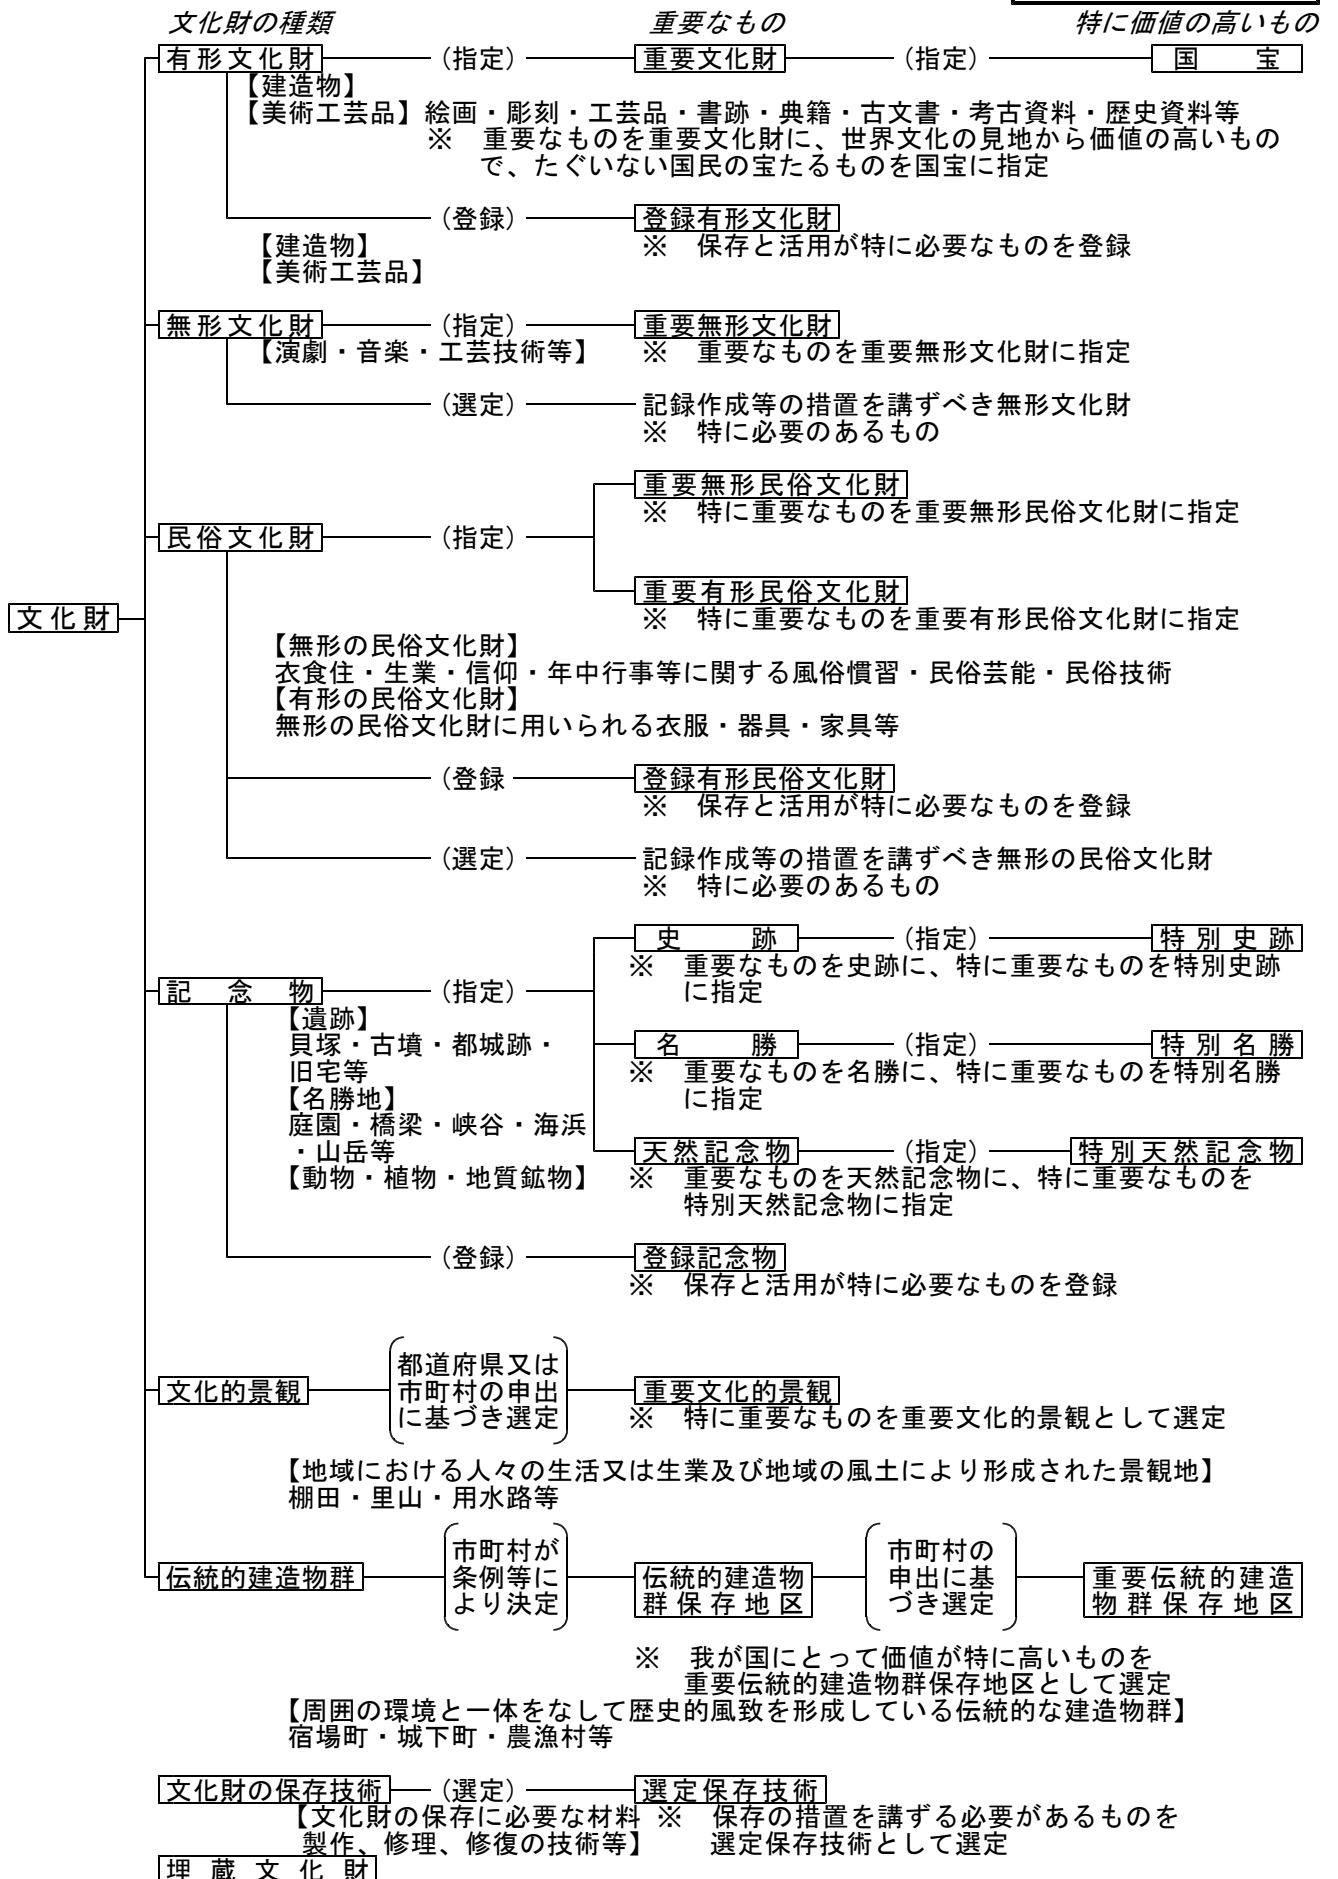 文化財の種類　重要なもの　特に価値の高いもの
有形文化財　（指定）　重要文化財　（指定）　国　宝
【建造物】
【美術工芸品】絵画・彫刻・工芸品・書跡・典籍・古文書・考古資料・歴史資料等
※　重要なものを重要文化財に、世界文化の見地から価値の高いもの
で、たぐいない国民の宝たるものを国宝に指定
（登録）　登録有形文化財
【建造物】　※　保存と活用が特に必要なものを登録
【美術工芸品】
無形文化財　（指定）　重要無形文化財
【演劇・音楽・工芸技術等】　※　重要なものを重要無形文化財に指定
（選定）　記録作成等の措置を講ずべき無形文化財
※　特に必要のあるもの
重要無形民俗文化財
※　特に重要なものを重要無形民俗文化財に指定
民俗文化財　（指定）
重要有形民俗文化財
文化財
※　特に重要なものを重要有形民俗文化財に指定
【無形の民俗文化財】
衣食住・生業・信仰・年中行事等に関する風俗慣習・民俗芸能・民俗技術
【有形の民俗文化財】
無形の民俗文化財に用いられる衣服・器具・家具等
（登録　登録有形民俗文化財
※　保存と活用が特に必要なものを登録
（選定）　記録作成等の措置を講ずべき無形の民俗文化財
※　特に必要のあるもの
史　跡　（指定）　特別史跡
※　重要なものを史跡に、特に重要なものを特別史跡
に指定
記　念　物　（指定）
【遺跡】
貝塚・古墳・都城跡・
旧宅等
【名勝地】
庭園・橋梁・峡谷・海浜
・山岳等
【動物・植物・地質鉱物】
名　勝　（指定）　特別名勝
※　重要なものを名勝に、特に重要なものを特別名勝
に指定
天然記念物　（指定）　特別天然記念物
※　重要なものを天然記念物に、特に重要なものを
特別天然記念物に指定
（登録）　登録記念物
※　保存と活用が特に必要なものを登録
文化的景観
都道府県又は
市町村の申出
に基づき選定
重要文化的景観
※　特に重要なものを重要文化的景観として選定
【地域における人々の生活又は生業及び地域の風土により形成された景観地】
棚田・里山・用水路等
伝統的建造物群
市町村が
条例等に
より決定
伝統的建造物
群保存地区
市町村の
申出に基
づき選定
重要伝統的建造
物群保存地区
※　我が国にとって価値が特に高いものを
重要伝統的建造物群保存地区として選定
【周囲の環境と一体をなして歴史的風致を形成している伝統的な建造物群】
宿場町・城下町・農漁村等
文化財の保存技術　（選定）　選定保存技術
【文化財の保存に必要な材料
製作、修理、修復の技術等】
※　保存の措置を講ずる必要があるものを
選定保存技術として選定
埋蔵文化財